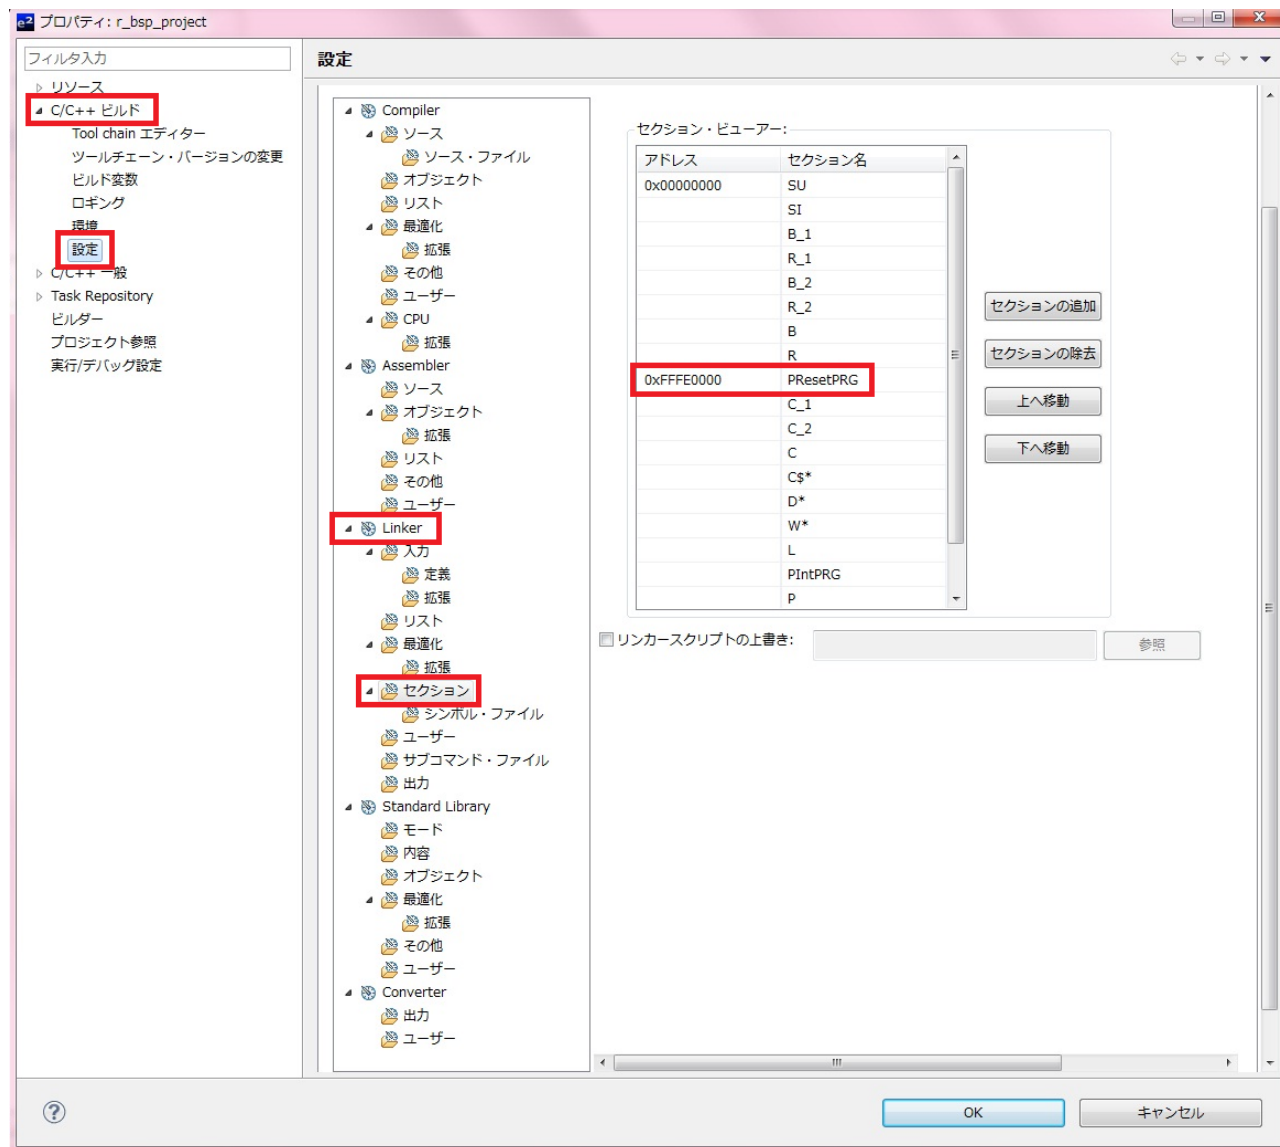 e2 プロパティ: r_bsp_project
フィルタ入力
リソース
C/C++ ビルド
Tool chain エディター
ツールチェーン・バージョンの変更
ビルド変数
ロギング
環境
設定
C/C++ 一般
Task Repository
ビルダー
プロジェクト参照
実行/デバッグ設定
設定
Compiler
ソース
ソース・ファイル
オブジェクト
リスト
最適化
拡張
その他
ユーザー
CPU
拡張
Assembler
ソース
オブジェクト
拡張
リスト
その他
ユーザー
Linker
入力
定義
拡張
リスト
最適化
拡張
セクション
シンボル・ファイル
ユーザー
サブコマンド・ファイル
出力
Standard Library
モード
内容
オブジェクト
最適化
拡張
その他
ユーザー
Converter
出力
ユーザー
セクション・ビューアー:
アドレス セクション名
0x00000000 SU
SI
B_1
R_1
B_2
R_2
B
R
0xFFFE0000 PResetPRG
C_1
C_2
C
C$*
D*
W*
L
PIntPRG
P
セクションの追加
セクションの除去
上へ移動
下へ移動
リンカースクリプトの上書き:
参照
?
OK
キャンセル